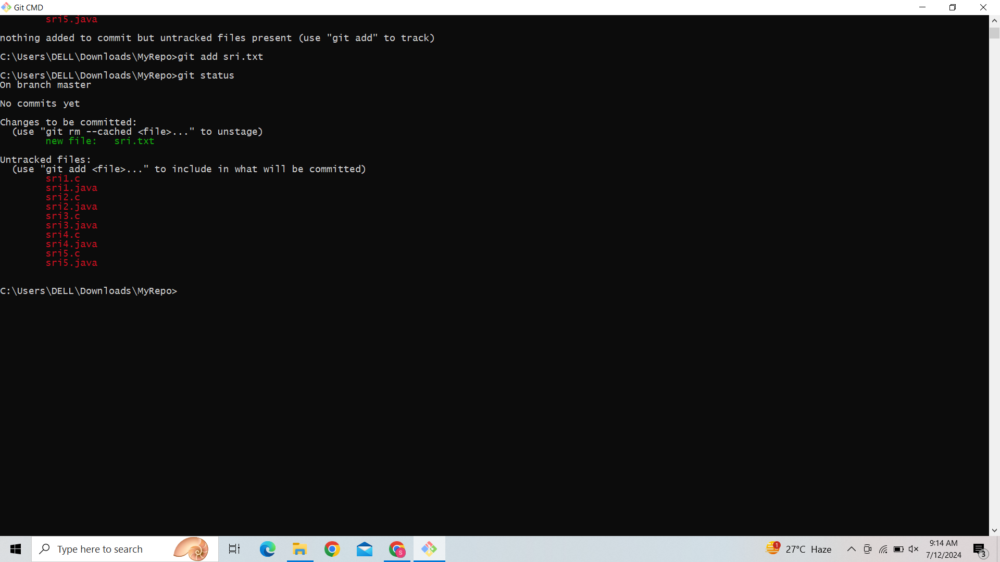 Git CMD
sri5.java
nothing added to commit but untracked files present (use "git add" to track)
C:\Users\DELL\Downloads\MyRepo>git add sri.txt
C:\Users\DELL\Downloads\MyRepo>git status
On branch master
No commits yet
Changes to be committed:
(use "git rm --cached <file>..." to unstage)
new file:   sri.txt
Untracked files:
(use "git add <file>..." to include in what will be committed)
sri1.c
sri1.java
sri2.c
sri2.java
sri3.c
sri3.java
sri4.c
sri4.java
sri5.c
sri5.java
C:\Users\DELL\Downloads\MyRepo>
Type here to search
S
1
27°C Haze
9:14 AM
7/12/2024
3